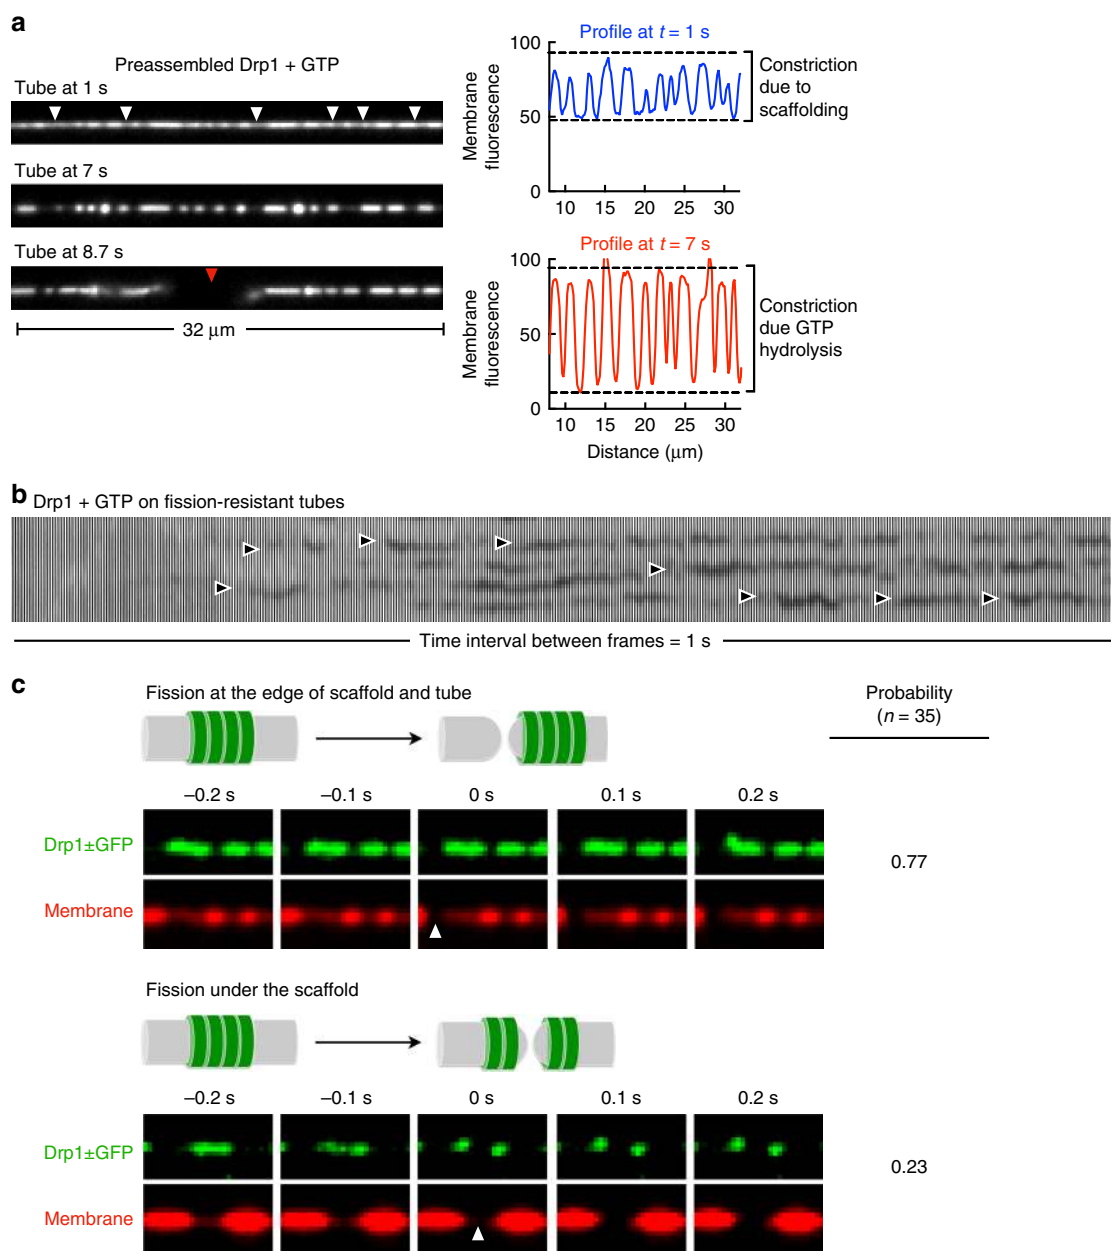 a
Preassembled Drp1 + GTP
Tube at 1 s
Tube at 7 s
Tube at 8.7 s
32 µm
Profile at t = 1 s
Membrane
fluorescence
100
50
0
10 15 20 25 30
Constriction
due to
scaffolding
Profile at t = 7 s
Membrane
fluorescence
100
50
0
10 15 20 25 30
Distance (µm)
Constriction
due GTP
hydrolysis
b
Drp1 + GTP on fission-resistant tubes
Time interval between frames = 1 s
c
Fission at the edge of scaffold and tube
Probability
(n = 35)
–0.2 s –0.1 s 0 s 0.1 s 0.2 s
Drp1±GFP
0.77
Membrane
Fission under the scaffold
–0.2 s –0.1 s 0 s 0.1 s 0.2 s
Drp1±GFP
0.23
Membrane